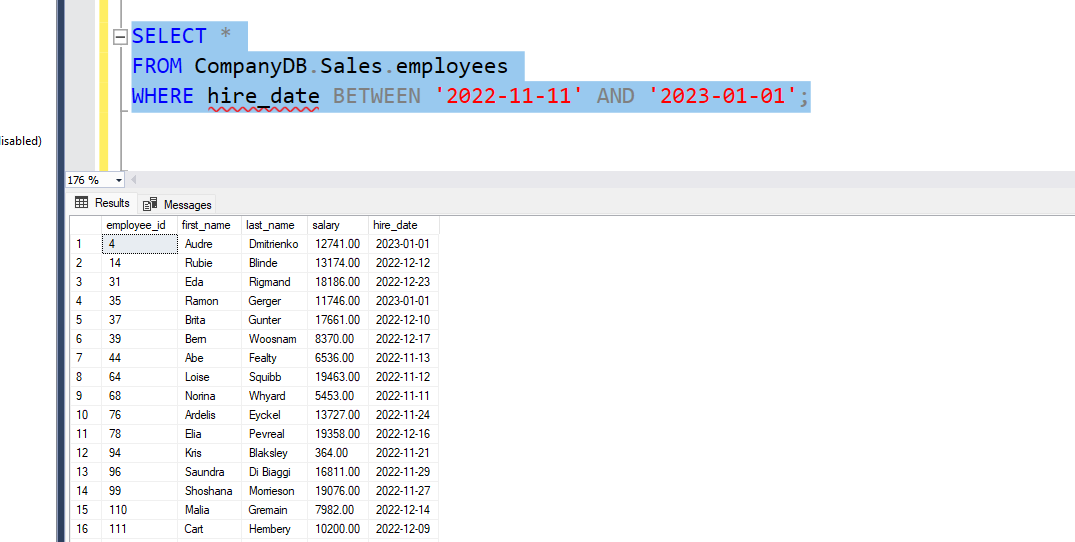 SELECT *
FROM CompanyDB.Sales.employees
WHERE hire_date BETWEEN '2022-11-11' AND '2023-01-01';
isabled)
176 %
Results Messages
employee_id first_name last_name salary hire_date
1 4 Audre Dmitrienko 12741.00 2023-01-01
2 14 Rubie Blinde 13174.00 2022-12-12
3 31 Eda Rigmand 18186.00 2022-12-23
4 35 Ramon Gerger 11746.00 2023-01-01
5 37 Brita Gunter 17661.00 2022-12-10
6 39 Bern Woosnam 8370.00 2022-12-17
7 44 Abe Fealty 6536.00 2022-11-13
8 64 Loise Squibb 19463.00 2022-11-12
9 68 Norina Whyard 5453.00 2022-11-11
10 76 Ardelis Eyckel 13727.00 2022-11-24
11 78 Elia Pevreal 19358.00 2022-12-16
12 94 Kris Blaksley 364.00 2022-11-21
13 96 Saundra Di Biaggi 16811.00 2022-11-29
14 99 Shoshana Morrieson 19076.00 2022-11-27
15 110 Malia Gremain 7982.00 2022-12-14
16 111 Cart Hembery 10200.00 2022-12-09